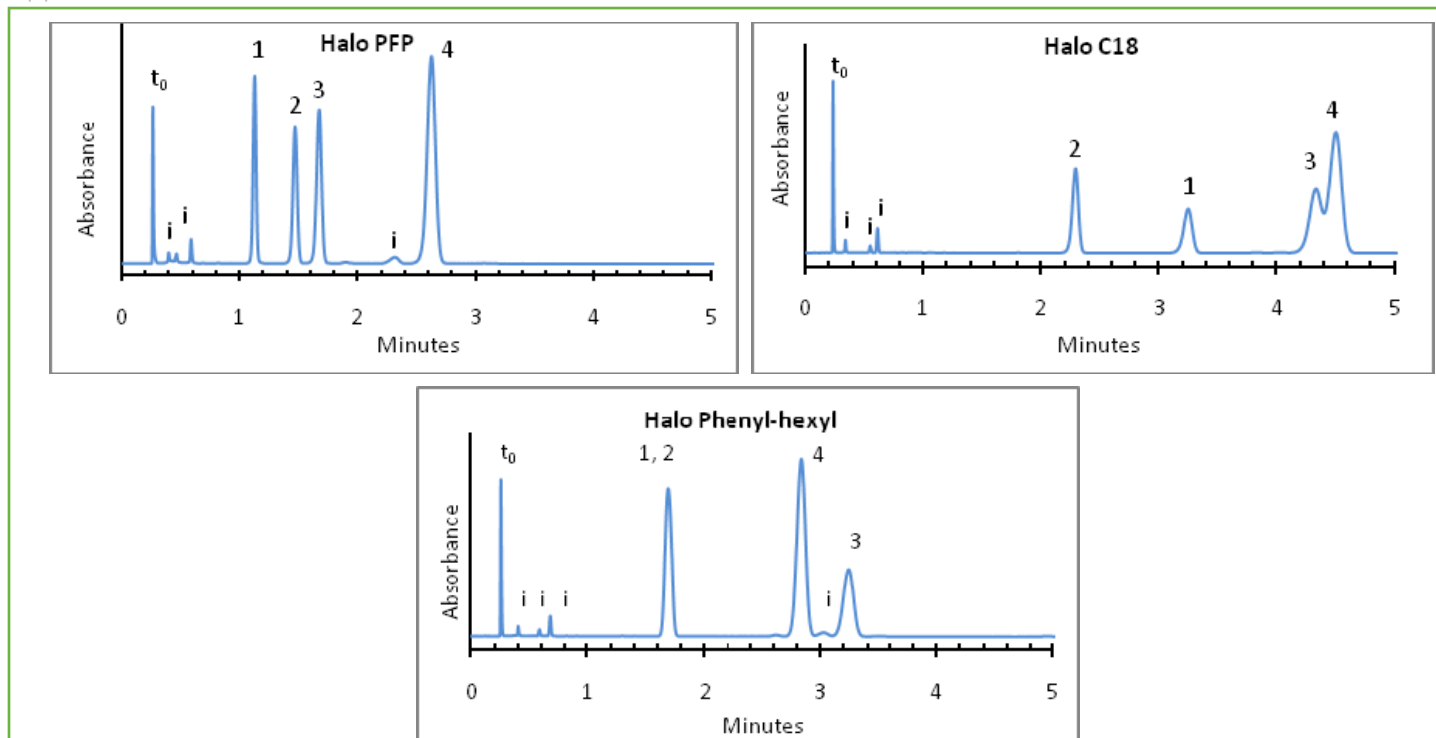 Halo PFP
1
4
t0
3
2
i
i
i
Absorbance
0 1 2 3 4 5
Minutes
Halo C18
t0
4
2
3
1
i
i
i
Absorbance
0 1 2 3 4 5
Minutes
Halo Phenyl-hexyl
t0
1, 2
4
3
i i i
i
Absorbance
0 1 2 3 4 5
Minutes